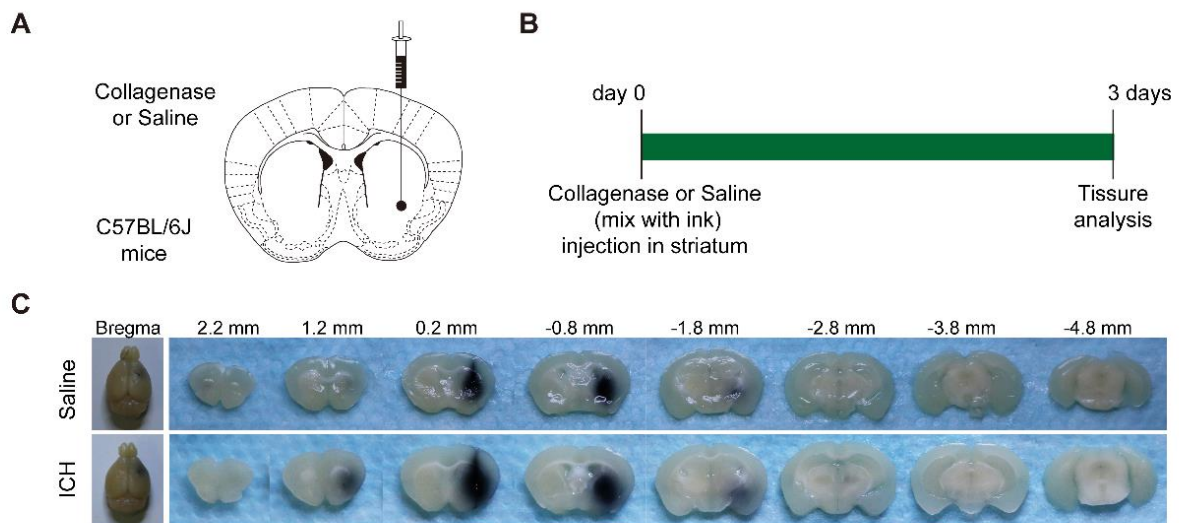 A
Collagenase
or Saline
C57BL/6J
mice
B
day 0
3 days
Collagenase or Saline
(mix with ink)
injection in striatum
Tissure
analysis
C
Bregma 2.2 mm 1.2 mm 0.2 mm -0.8 mm -1.8 mm -2.8 mm -3.8 mm -4.8 mm
Saline
ICH